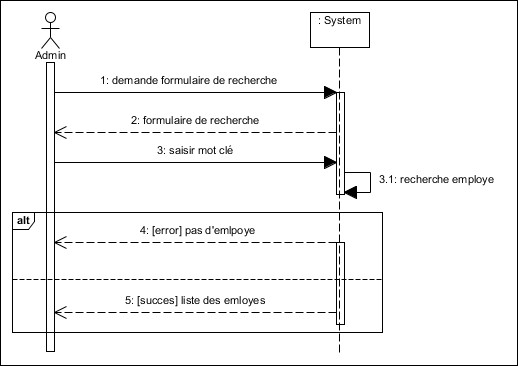 : System
Admin
1: demande formulaire de recherche
2: formulaire de recherche
3: saisir mot clé
3.1: recherche employe
alt
4: [error] pas d'emlpoye
5: [succes] liste des emloyes